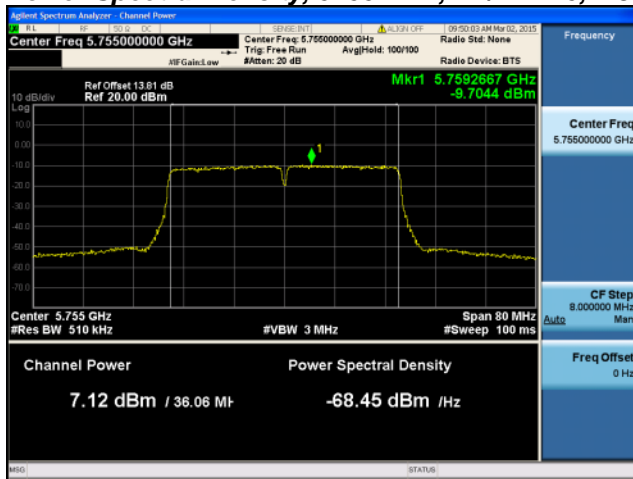 Agilent Spectrum Analyzer - Channel Power
RL RF 50 Ω DC SENSE:INT ALIGN OFF 09:50:03 AM Mar 02, 2015
Center Freq 5.755000000 GHz Center Freq: 5.755000000 GHz Radio Std: None
Trig: Free Run Avg|Hold: 100/100
#IFGain:Low #Atten: 20 dB Radio Device: BTS
Mkr1 5.7592667 GHz
-9.7044 dBm
Ref Offset 13.81 dB
10 dB/div Ref 20.00 dBm
Log
10.0
0.00
-10.0
-20.0
-30.0
-40.0
-50.0
-60.0
-70.0
1
Center 5.755 GHz Span 80 MHz
#Res BW 510 kHz #VBW 3 MHz #Sweep 100 ms
Channel Power Power Spectral Density
7.12 dBm / 36.06 MH -68.45 dBm /Hz
MSG STATUS
Frequency
Center Freq
5.755000000 GHz
CF Step
8.000000 MHz
Auto Man
Freq Offset
0 Hz